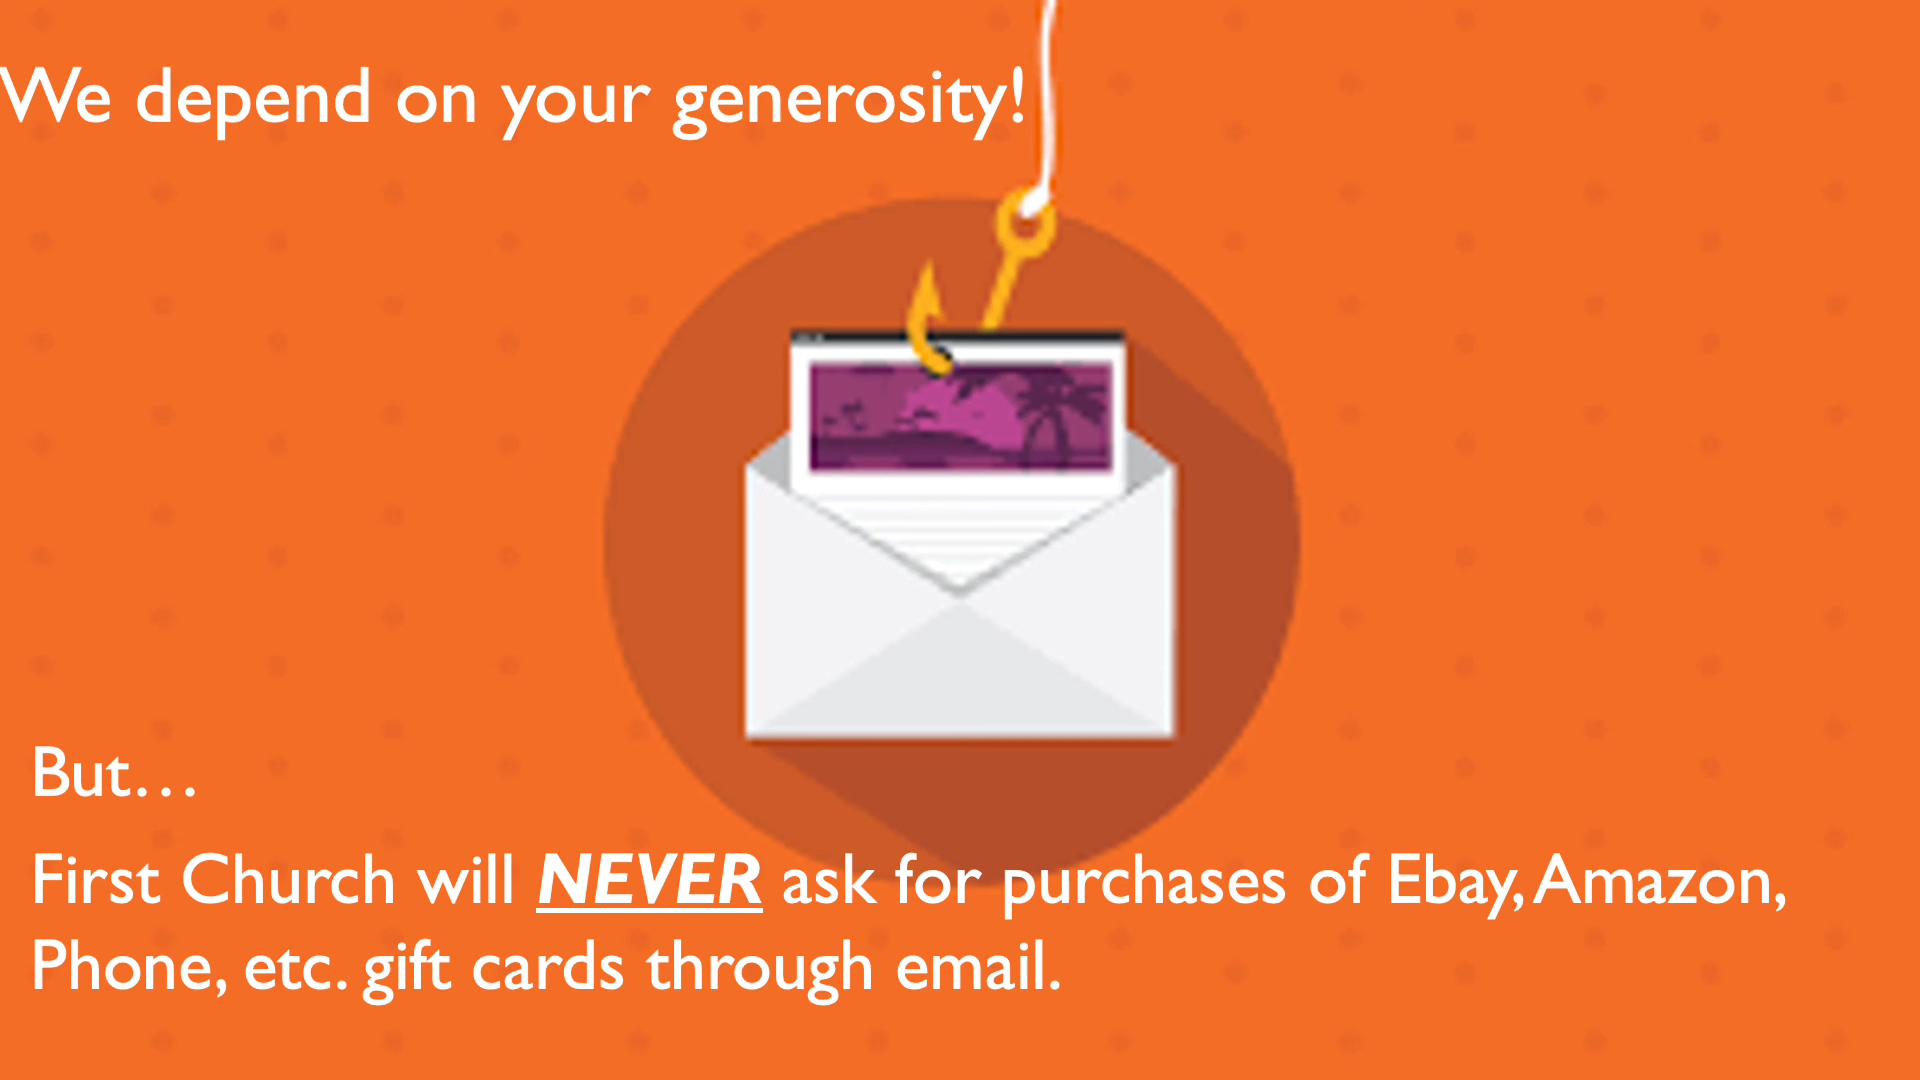 We depend on your generosity!
But…
First Church will NEVER ask for purchases of Ebay, Amazon,
Phone, etc. gift cards through email.